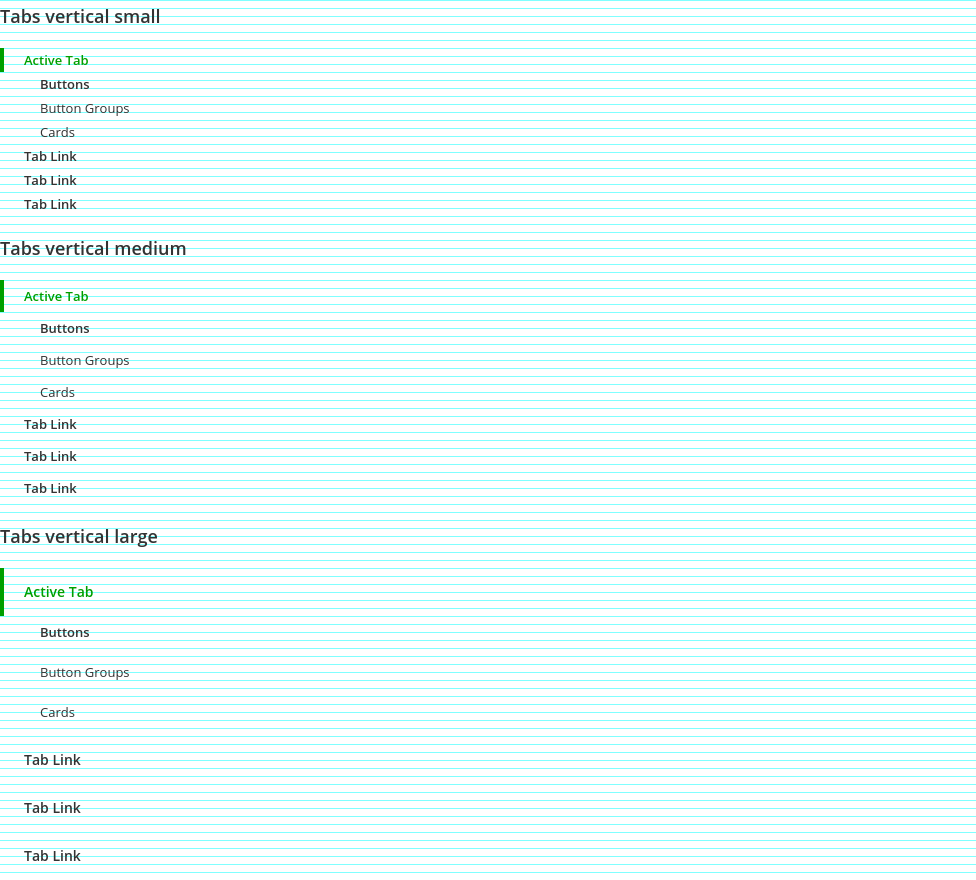 Tabs vertical small
Active Tab
Buttons
Button Groups
Cards
Tab Link
Tab Link
Tab Link
Tabs vertical medium
Active Tab
Buttons
Button Groups
Cards
Tab Link
Tab Link
Tab Link
Tabs vertical large
Active Tab
Buttons
Button Groups
Cards
Tab Link
Tab Link
Tab Link